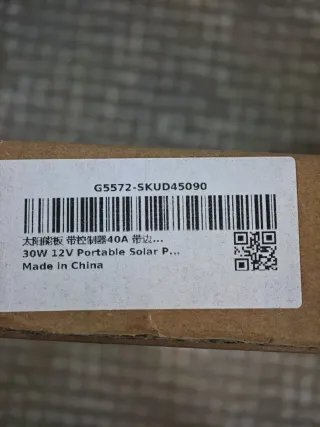 G5572-SKUD45090
太阳能板 带控制器40A 带边...
30W 12V Portable Solar P...
Made in China